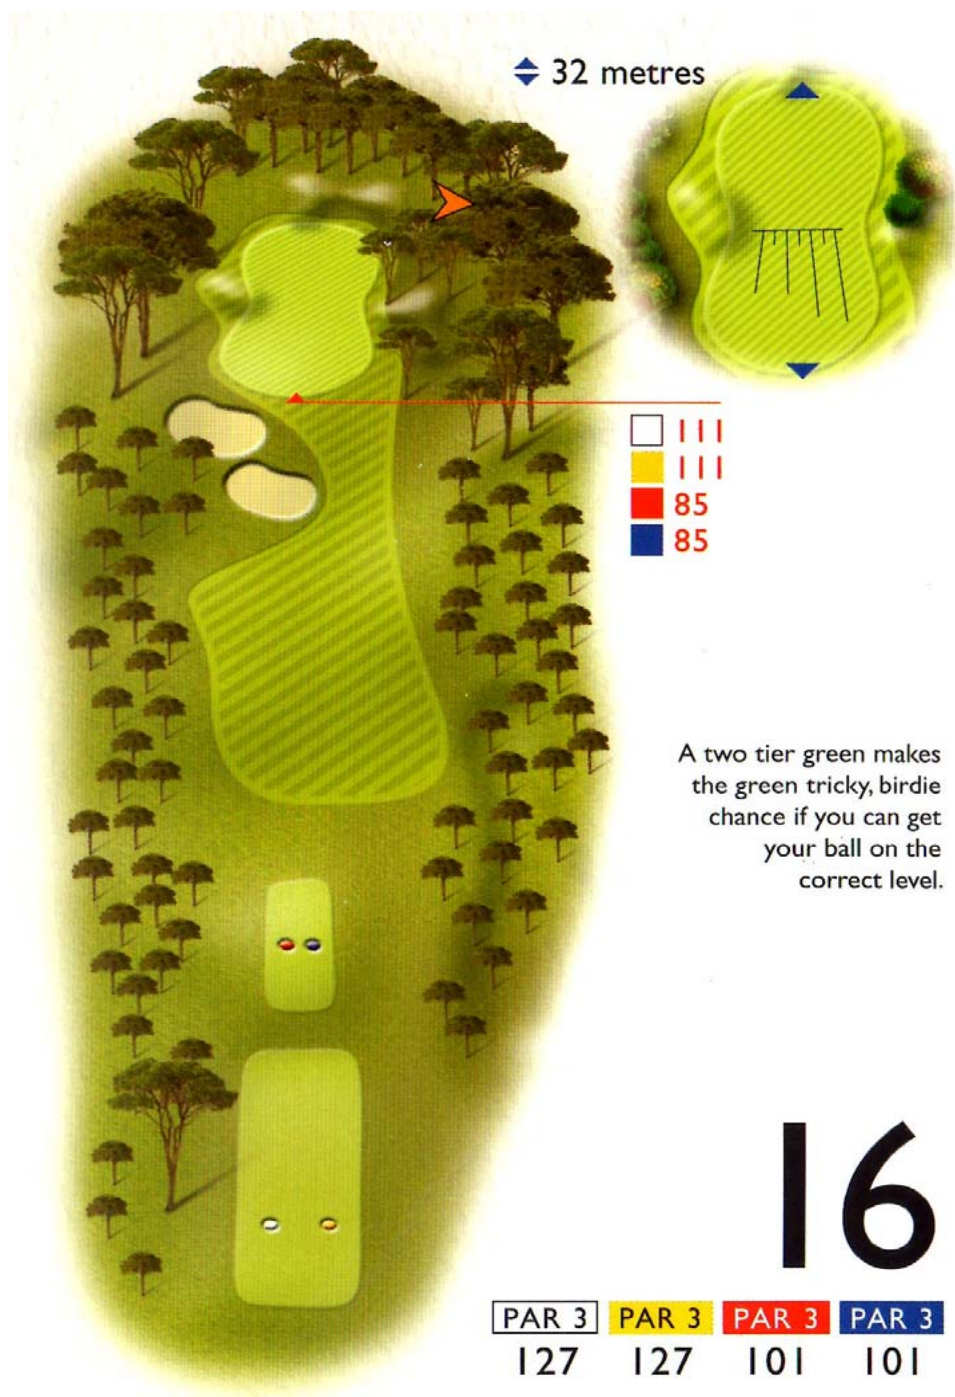 32 metres
111
111
85
85
A two tier green makes
the green tricky, birdie
chance if you can get
your ball on the
correct level.
16
PAR 3 PAR 3 PAR 3 PAR 3
127 127 101 101